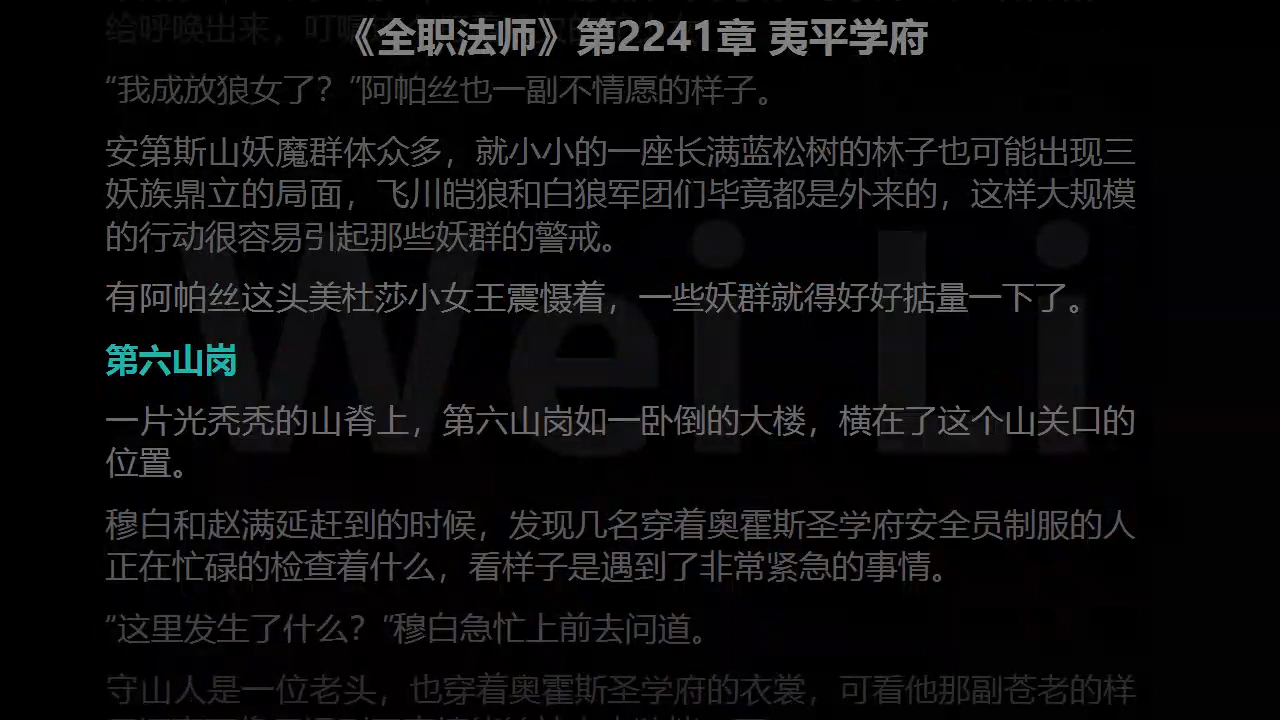 给呼唤出来，叮嘱
《全职法师》第2241章 夷平学府
“我成放狼女了？”阿帕丝也一副不情愿的样子。
安第斯山妖魔群体众多，就小小的一座长满蓝松树的林子也可能出现三
妖族鼎立的局面，飞川皑狼和白狼军团们毕竟都是外来的，这样大规模
的行动很容易引起那些妖群的警戒。
有阿帕丝这头美杜莎小女王震慑着，一些妖群就得好好掂量一下了。
第六山岗
一片光秃秃的山脊上，第六山岗如一卧倒的大楼，横在了这个山关口的
位置。
穆白和赵满延赶到的时候，发现几名穿着奥霍斯圣学府安全员制服的人
正在忙碌的检查着什么，看样子是遇到了非常紧急的事情。
“这里发生了什么？”穆白急忙上前去问道。
守山人是一位老头，也穿着奥霍斯圣学府的衣裳，可看他那副苍老的样
Wei Li